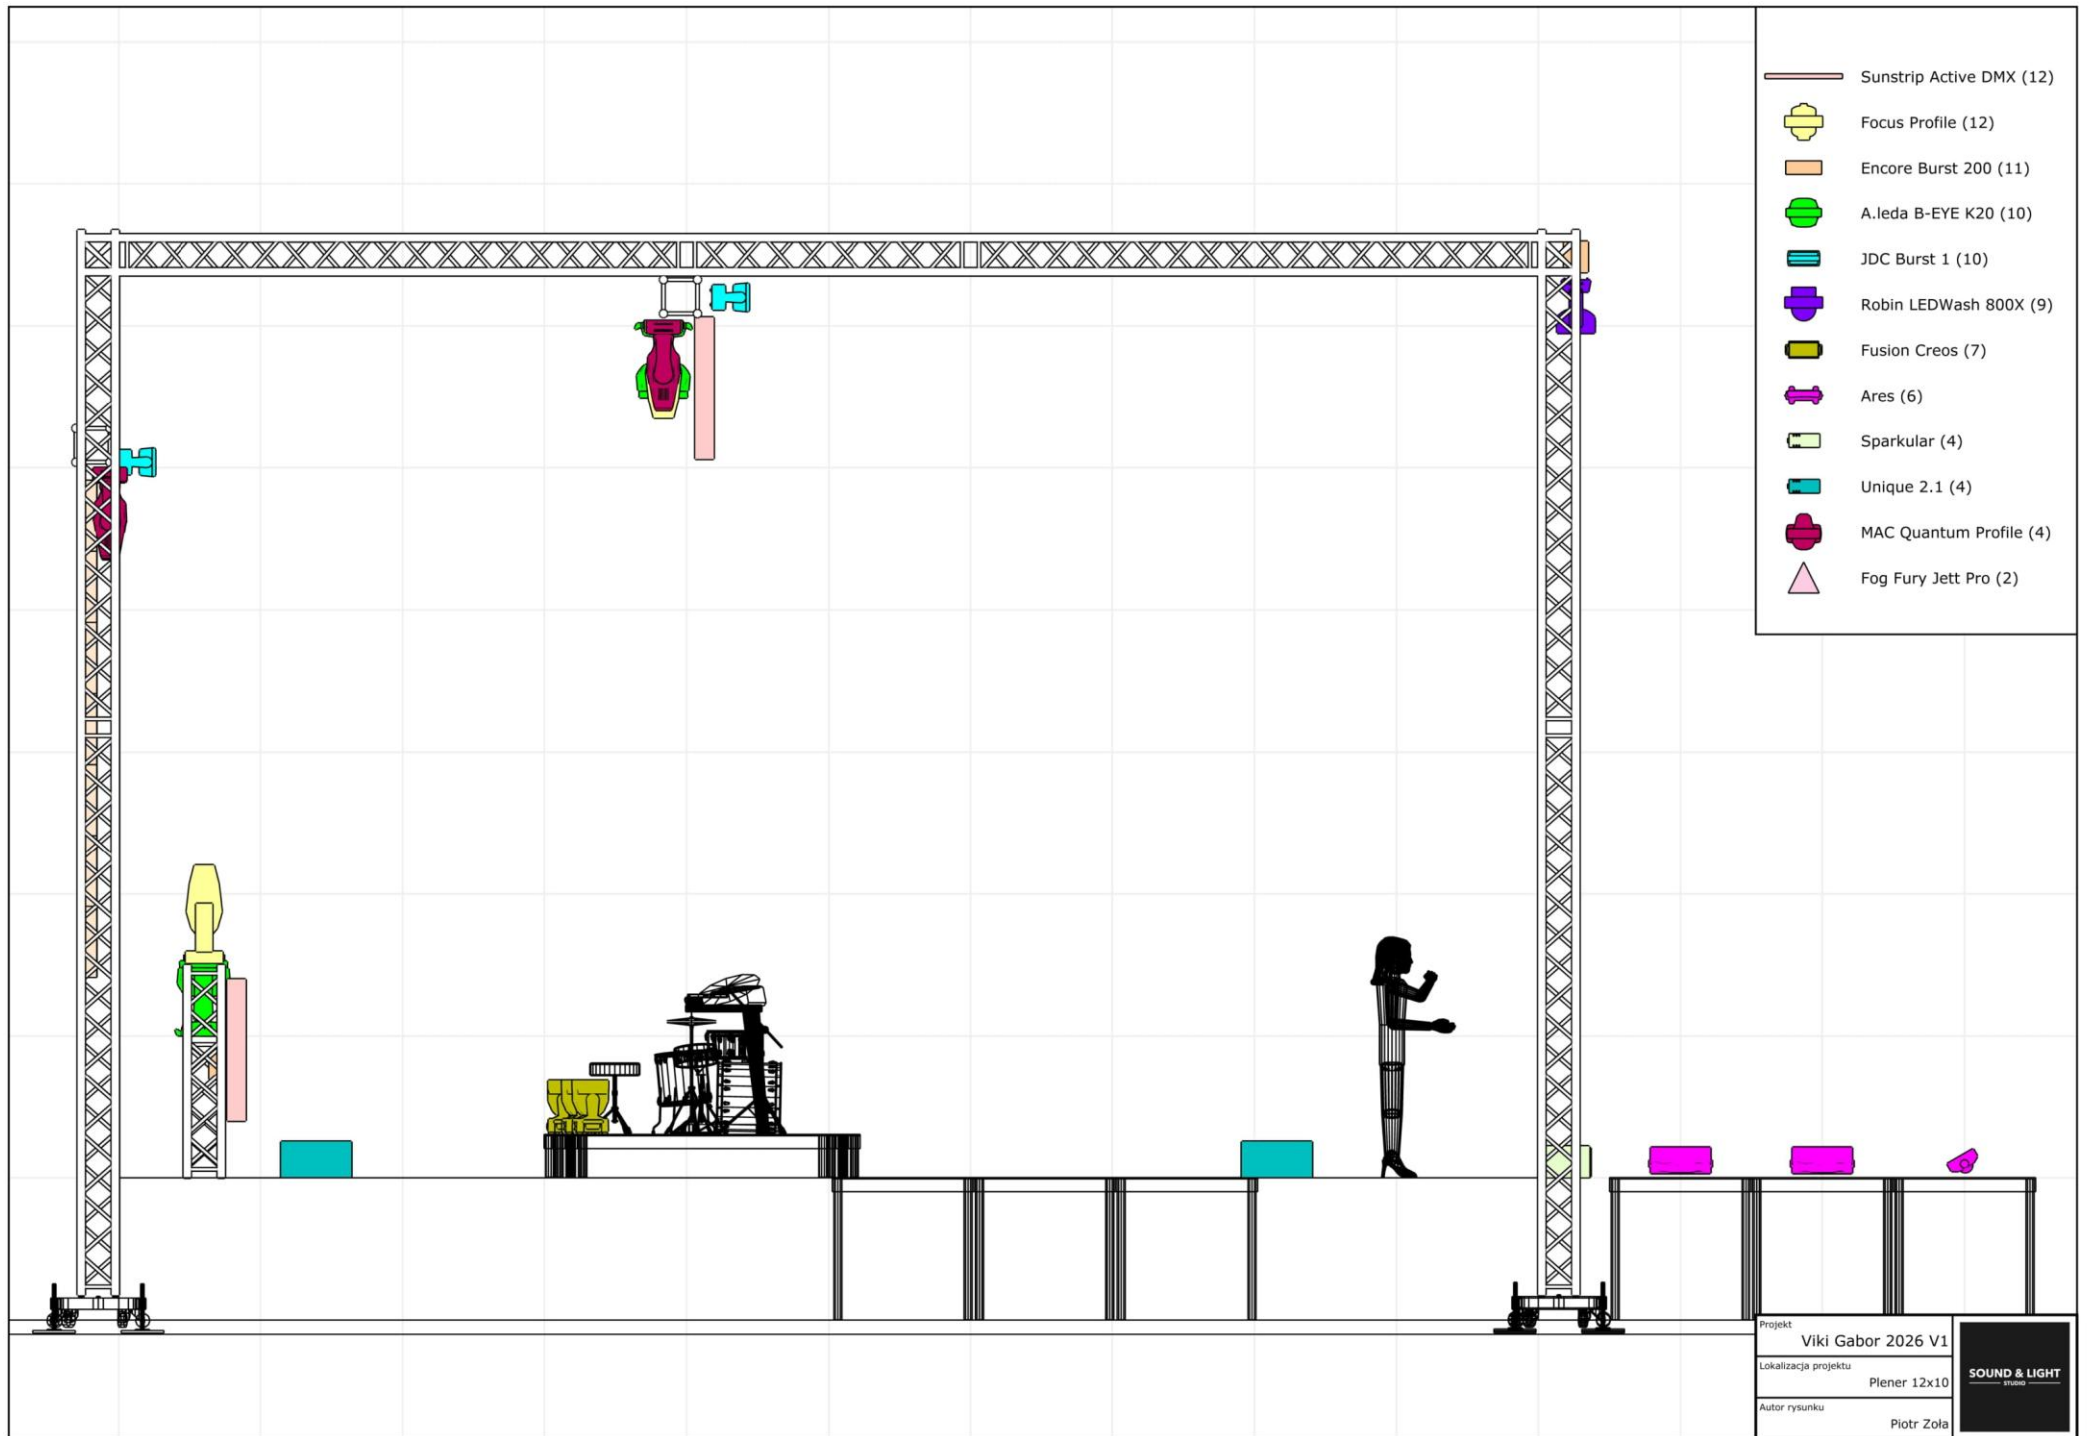 Sunstrip Active DMX (12)
Focus Profile (12)
Encore Burst 200 (11)
A.leda B-EYE K20 (10)
JDC Burst 1 (10)
Robin LEDWash 800X (9)
Fusion Creos (7)
Ares (6)
Sparkular (4)
Unique 2.1 (4)
MAC Quantum Profile (4)
Fog Fury Jett Pro (2)
Projekt
Viki Gabor 2026 V1
Lokalizacja projektu
Plener 12x10
Autor rysunku
Piotr Zoła
SOUND & LIGHT
STUDIO